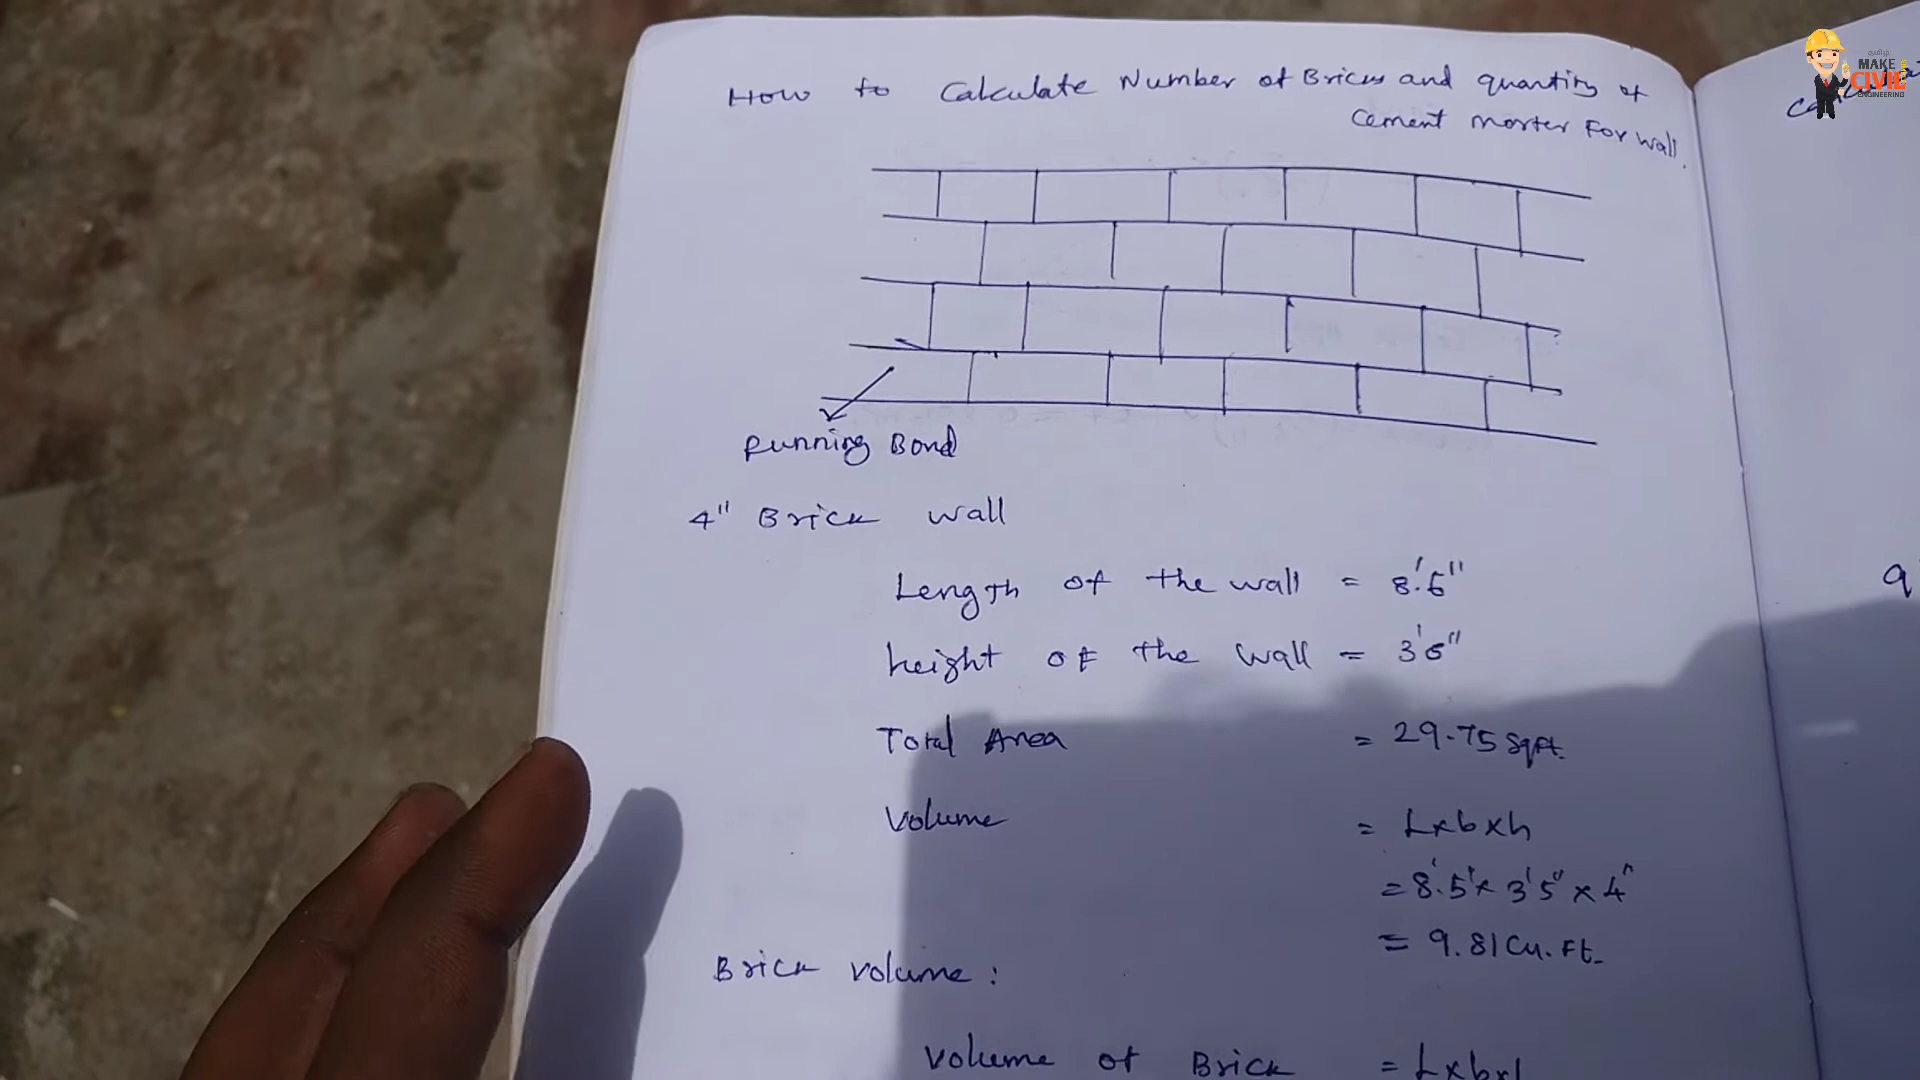 How to Calculate Number of Bricks and quantity of
Cement morter For wall.
Running Bond
4" Brick wall
Length of the wall = 8'.6"
height of the wall = 3'6"
Total Area = 29.75 Sqft.
Volume = L×b×h
= 8'.5'× 3'5"× 4"
= 9.81 Cu.Ft.
Brick volume :
Volume of Brick = L×b×h
தமிழ்
MAKE
CIVIL
ENGINEERING